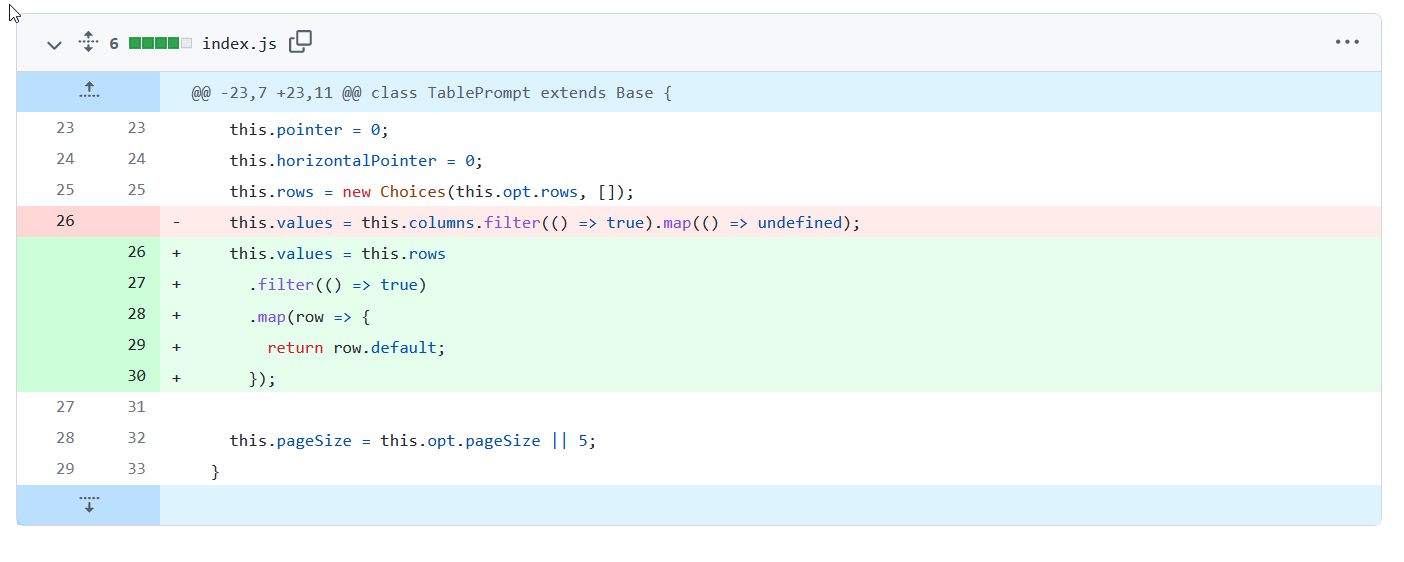 6 index.js
@@ -23,7 +23,11 @@ class TablePrompt extends Base {
23 23 this.pointer = 0;
24 24 this.horizontalPointer = 0;
25 25 this.rows = new Choices(this.opt.rows, []);
26 - this.values = this.columns.filter(() => true).map(() => undefined);
26 + this.values = this.rows
27 + .filter(() => true)
28 + .map(row => {
29 + return row.default;
30 + });
27 31
28 32 this.pageSize = this.opt.pageSize || 5;
29 33 }